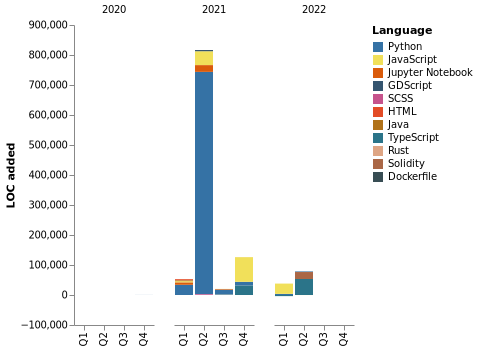 2020 2021 2022
900,000
800,000
700,000
600,000
500,000
400,000
300,000
200,000
100,000
0
−100,000
LOC added
Q1 Q2 Q3 Q4 Q1 Q2 Q3 Q4 Q1 Q2 Q3 Q4
Language
Python
JavaScript
Jupyter Notebook
GDScript
SCSS
HTML
Java
TypeScript
Rust
Solidity
Dockerfile